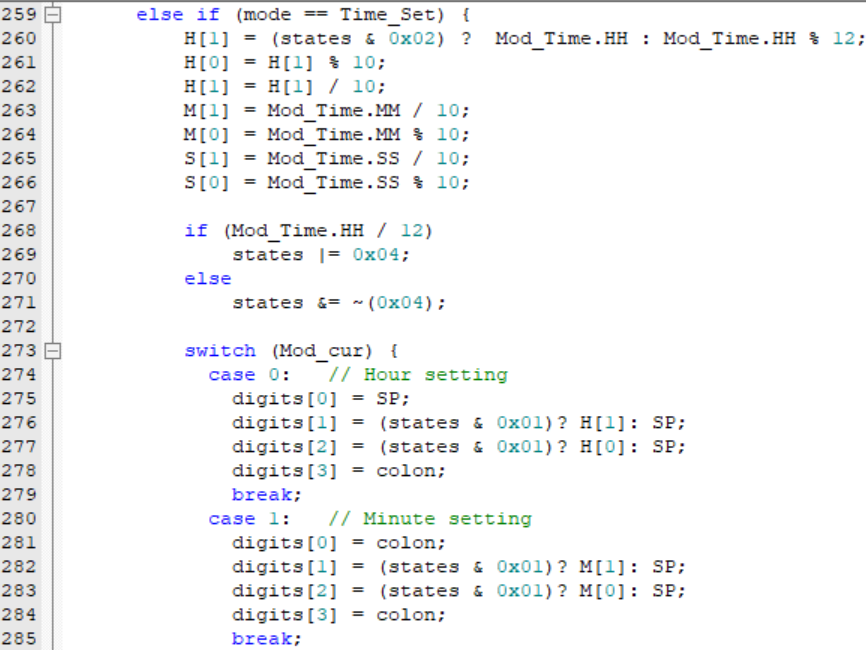 259 else if (mode == Time_Set) {
260 H[1] = (states & 0x02) ?  Mod_Time.HH : Mod_Time.HH % 12;
261 H[0] = H[1] % 10;
262 H[1] = H[1] / 10;
263 M[1] = Mod_Time.MM / 10;
264 M[0] = Mod_Time.MM % 10;
265 S[1] = Mod_Time.SS / 10;
266 S[0] = Mod_Time.SS % 10;
267
268 if (Mod_Time.HH / 12)
269 states |= 0x04;
270 else
271 states &= ~(0x04);
272
273 switch (Mod_cur) {
274 case 0:   // Hour setting
275 digits[0] = SP;
276 digits[1] = (states & 0x01)? H[1]: SP;
277 digits[2] = (states & 0x01)? H[0]: SP;
278 digits[3] = colon;
279 break;
280 case 1:   // Minute setting
281 digits[0] = colon;
282 digits[1] = (states & 0x01)? M[1]: SP;
283 digits[2] = (states & 0x01)? M[0]: SP;
284 digits[3] = colon;
285 break;